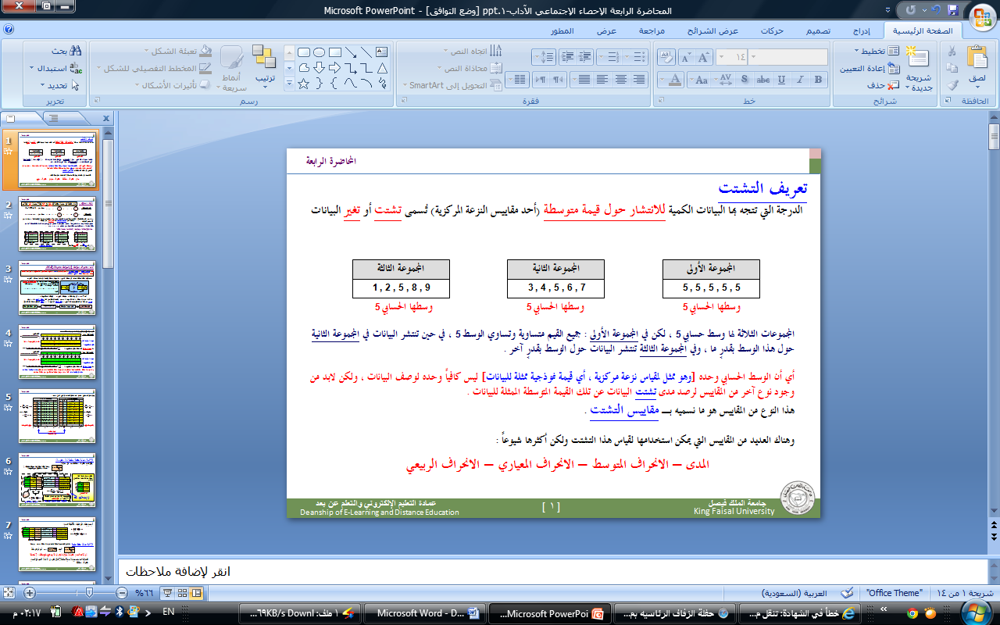 المحاضرة الرابعة الإحصاء الإجتماعي الآداب-١.ppt [وضع التوافق] - Microsoft PowerPoint
الصفحة الرئيسية إدراج تصميم حركات عرض الشرائح مراجعة عرض المطور
لصق
الحافظة
شريحة جديدة
تخطيط
إعادة التعيين
حذف
شرائح
١٤
خط
اتجاه النص
محاذاة النص
التحويل إلى SmartArt
فقرة
ترتيب
أنماط سريعة
تعبئة الشكل
المخطط التفصيلي للشكل
تأثيرات الأشكال
رسم
بحث
استبدال
تحديد
تحرير
1
2
3
4
5
6
7
المحاضرة الرابعة
تعريف التشتت
الدرجة التي تتجه بها البيانات الكمية للانتشار حول قيمة متوسطة (أحد مقاييس النزعة المركزية) تُسمى تشتت أو تغير البيانات
المجموعة الأولى المجموعة الثانية المجموعة الثالثة
5 , 5 , 5 , 5 , 5
3 , 4 , 5 , 6 , 7
1 , 2 , 5 , 8 , 9
وسطها الحسابي 5 وسطها الحسابي 5 وسطها الحسابي 5
المجموعات الثلاثة لها وسط حسابي 5 ، لكن في المجموعة الأولى : جميع القيم متساوية وتساوي الوسط 5 ، في حين تنتشر البيانات في المجموعة الثانية
حول هذا الوسط بقدرٍ ما ، وفي المجموعة الثالثة تنتشر البيانات حول الوسط بقدرٍ آخر .
أي أن الوسط الحسابي وحده [وهو ممثل لمقياس نزعة مركزية ، أي قيمة نموذجية ممثلة للبيانات] ليس كافياً وحده لوصف البيانات ، ولكن لابد من
وجود نوع آخر من المقاييس لرصد مدى تشتت البيانات عن تلك القيمة المتوسطة الممثلة للبيانات .
هذا النوع من المقاييس هو ما نسميه بـــ مقاييس التشتت .
وهناك العديد من المقاييس التي يمكن استخدامها لقياس هذا التشتت ولكن أكثرها شيوعاً :
المدى – الانحراف المتوسط – الانحراف المعياري – الانحراف الربيعي
جامعة الملك فيصل
King Faisal University
[ ١ ]
عمادة التعليم الإلكتروني والتعلم عن بعد
Deanship of E-Learning and Distance Education
انقر لإضافة ملاحظات
شريحة ١ من ١٤ "Office Theme" العربية (السعودية) ٦٦%
خطأ في الشهادة: تنقل م...
حفلة الزفاف الرئاسيه بم...
Microsoft PowerPoi...
Microsoft Word - D...
١ ملف: ٦٩KB/s Downl...
EN
٠٢:١٧ م